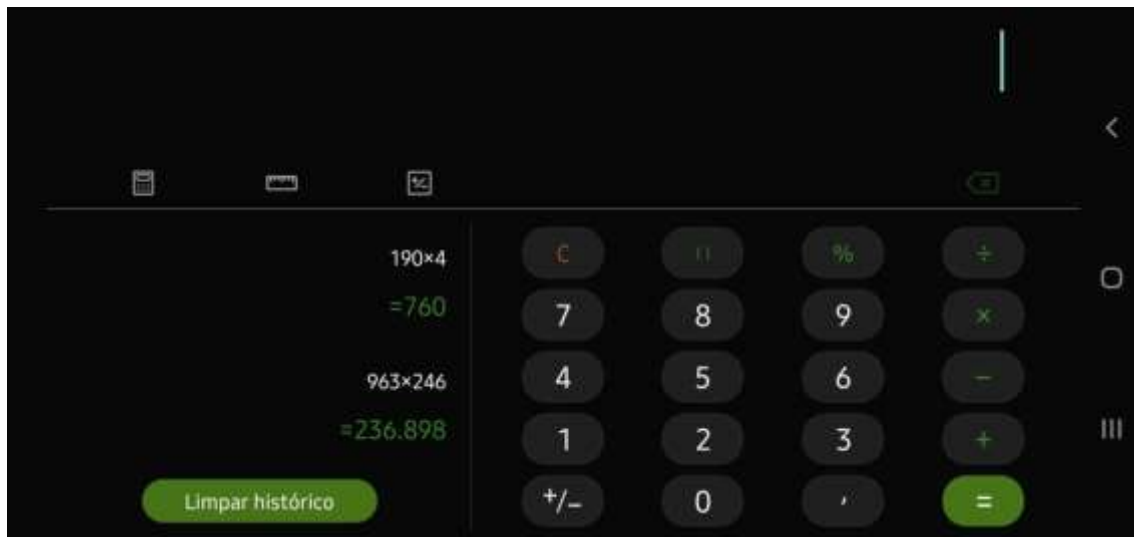 190×4
=760
963×246
=236.898
Limpar histórico
C ( ) % ÷
7 8 9 ×
4 5 6 −
1 2 3 +
+/− 0 , =